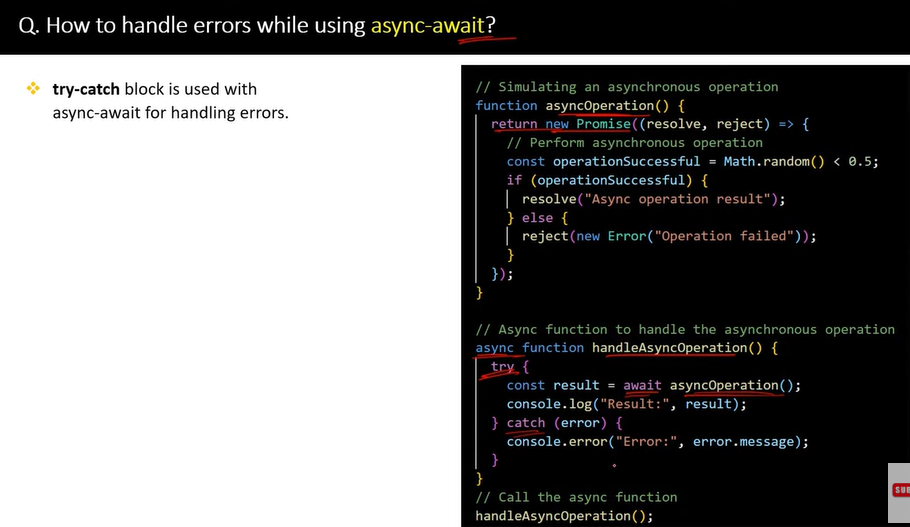 Q. How to handle errors while using async-await?
try-catch block is used with
async-await for handling errors.
// Simulating an asynchronous operation
function asyncOperation() {
return new Promise((resolve, reject) => {
// Perform asynchronous operation
const operationSuccessful = Math.random() < 0.5;
if (operationSuccessful) {
resolve("Async operation result");
} else {
reject(new Error("Operation failed"));
}
});
}
// Async function to handle the asynchronous operation
async function handleAsyncOperation() {
try {
const result = await asyncOperation();
console.log("Result:", result);
} catch (error) {
console.error("Error:", error.message);
}
}
// Call the async function
handleAsyncOperation();
SUB